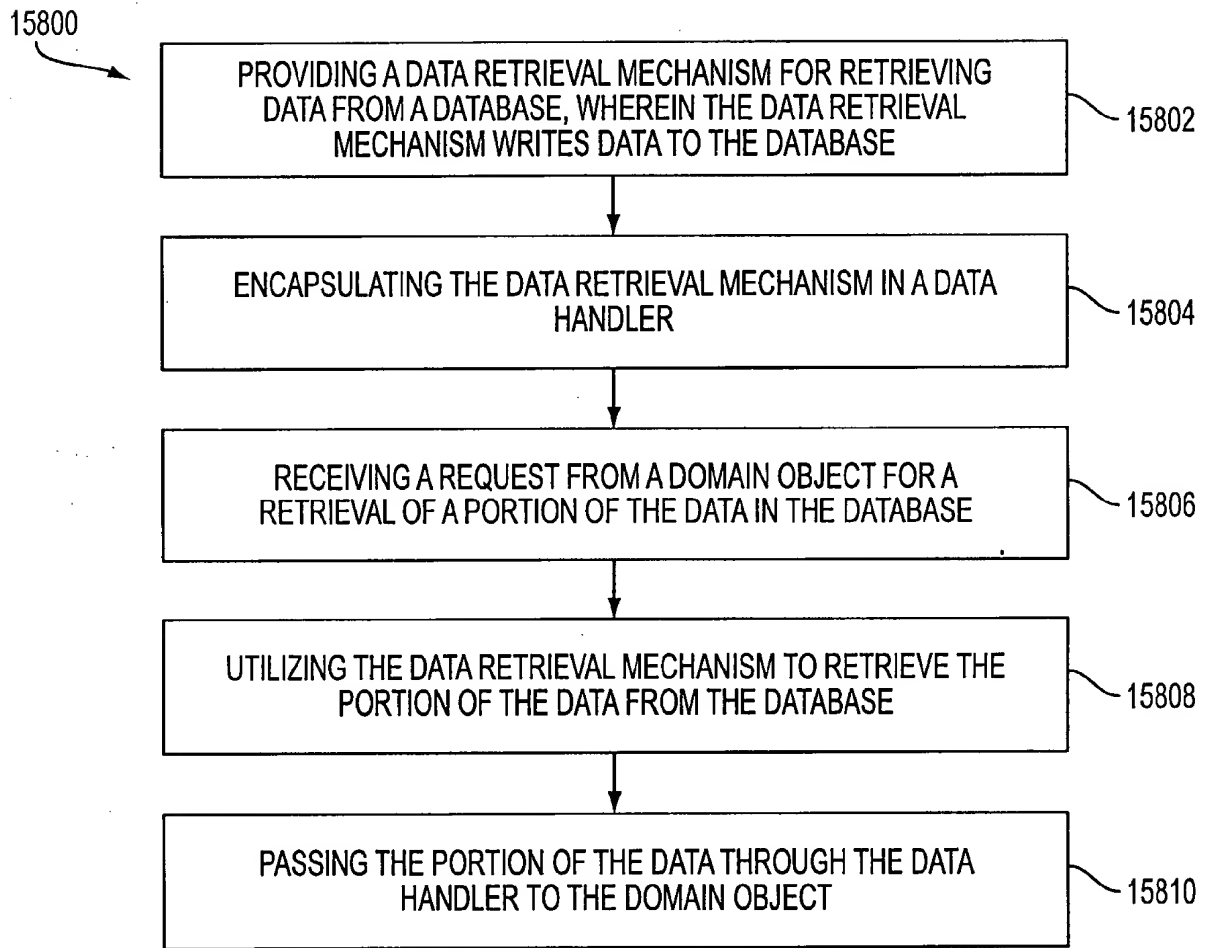 15800
PROVIDING A DATA RETRIEVAL MECHANISM FOR RETRIEVING
DATA FROM A DATABASE, WHEREIN THE DATA RETRIEVAL
MECHANISM WRITES DATA TO THE DATABASE
15802
ENCAPSULATING THE DATA RETRIEVAL MECHANISM IN A DATA
HANDLER
15804
RECEIVING A REQUEST FROM A DOMAIN OBJECT FOR A
RETRIEVAL OF A PORTION OF THE DATA IN THE DATABASE
15806
UTILIZING THE DATA RETRIEVAL MECHANISM TO RETRIEVE THE
PORTION OF THE DATA FROM THE DATABASE
15808
PASSING THE PORTION OF THE DATA THROUGH THE DATA
HANDLER TO THE DOMAIN OBJECT
15810